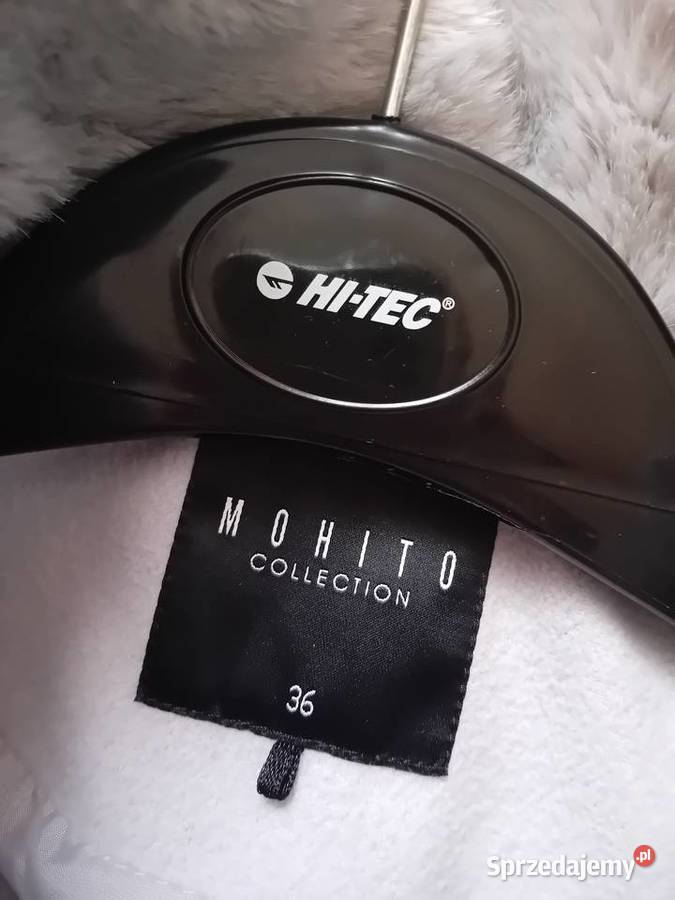 HI-TEC®
MOHITO
COLLECTION
36
Sprzedajemy.pl